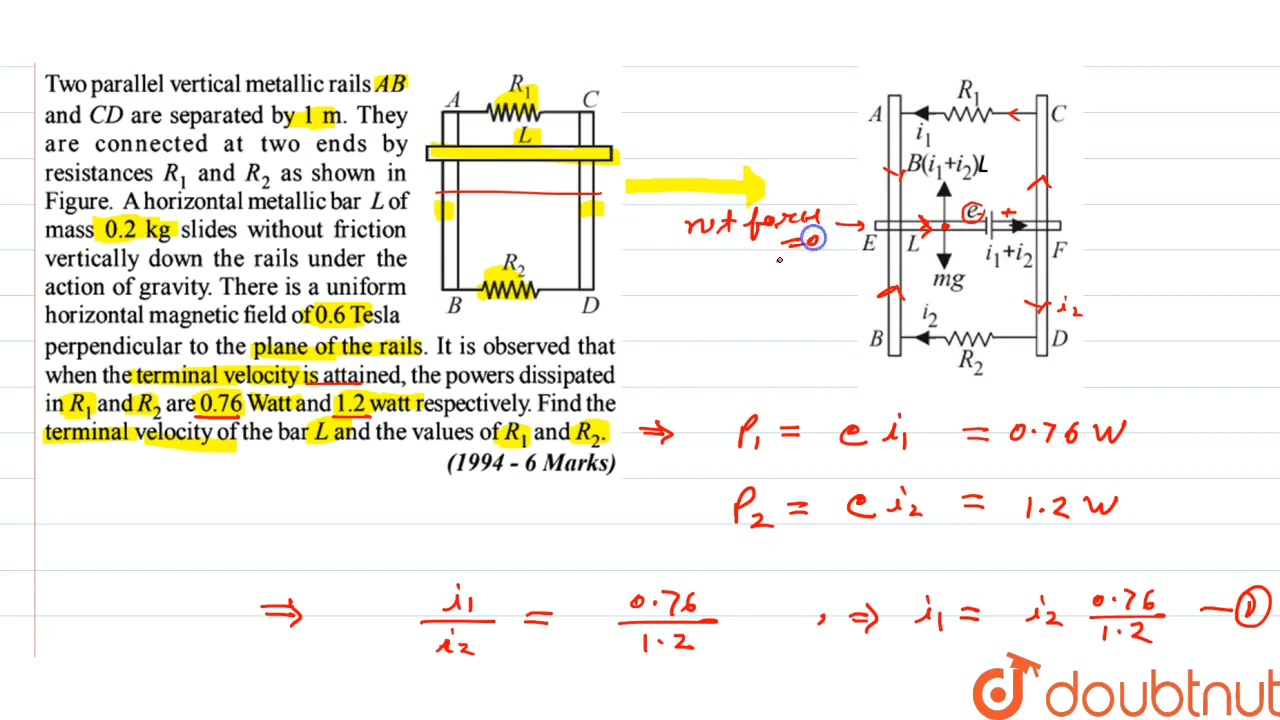 Two parallel vertical metallic rails AB
and CD are separated by 1 m. They
are connected at two ends by
resistances R₁ and R₂ as shown in
Figure. A horizontal metallic bar L of
mass 0.2 kg slides without friction
vertically down the rails under the
action of gravity. There is a uniform
horizontal magnetic field of 0.6 Tesla
perpendicular to the plane of the rails. It is observed that
when the terminal velocity is attained, the powers dissipated
in R₁ and R₂ are 0.76 Watt and 1.2 watt respectively. Find the
terminal velocity of the bar L and the values of R₁ and R₂.
(1994 - 6 Marks)
R₁
A C
L
R₂
B D
R₁
A C
i₁
B(i₁+i₂)L
net force
= 0
e - +
E L i₁+i₂ F
mg
i₂ i₂
B D
R₂
⇒ P₁ = e i₁ = 0.76 W
P₂ = e i₂ = 1.2 W
⇒ i₁/i₂ = 0.76/1.2 , ⇒ i₁ = i₂ 0.76/1.2 — ①
doubtnut